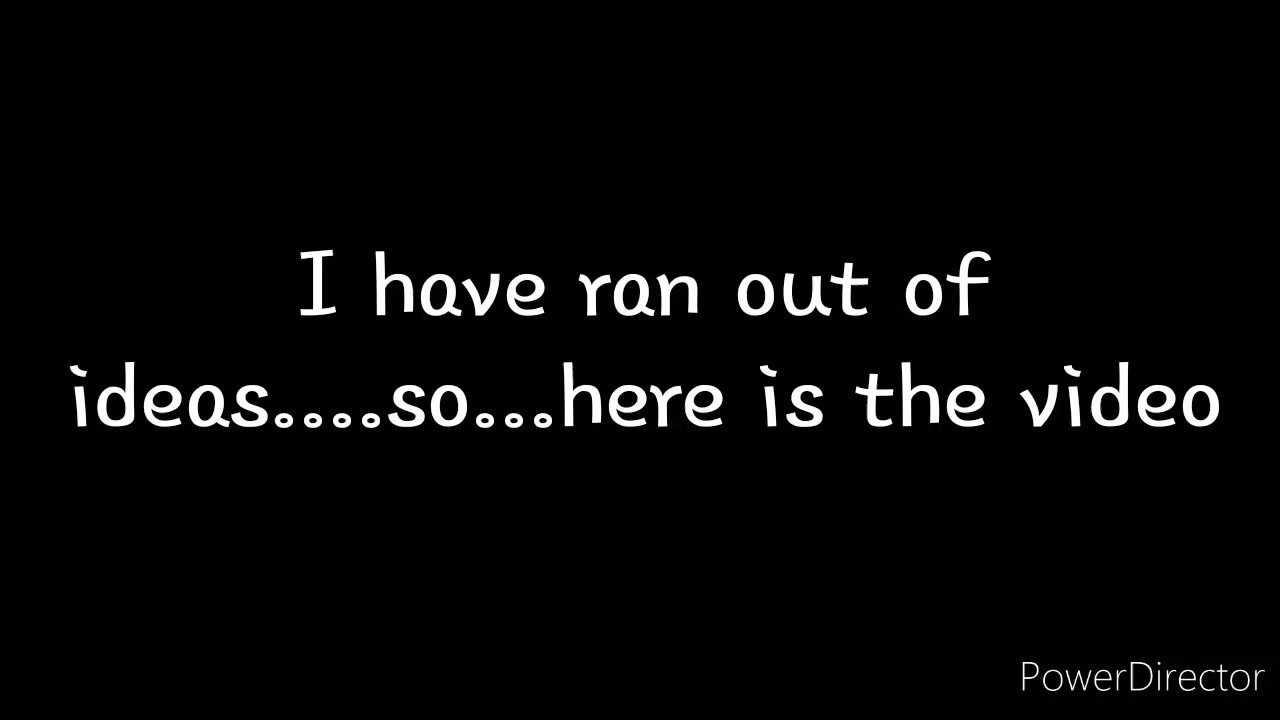 I have ran out of
ideas....so...here is the video
PowerDirector